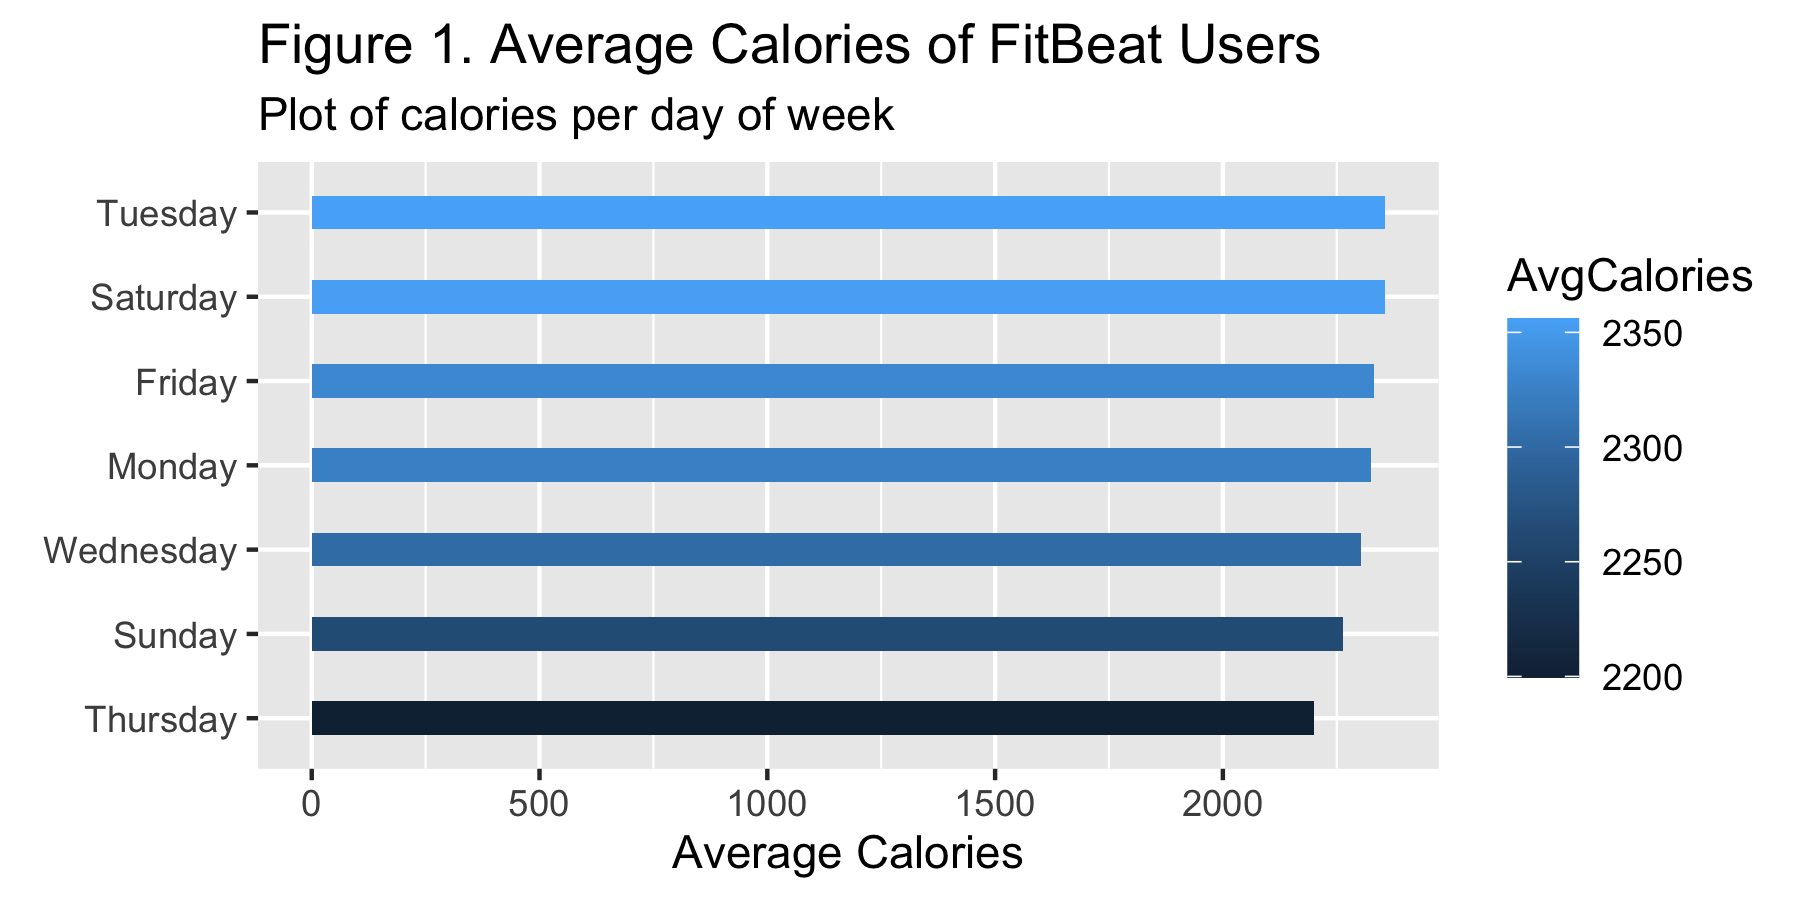 Figure 1. Average Calories of FitBeat Users
Plot of calories per day of week
Tuesday
Saturday
Friday
Monday
Wednesday
Sunday
Thursday
0 500 1000 1500 2000
Average Calories
AvgCalories
2350
2300
2250
2200